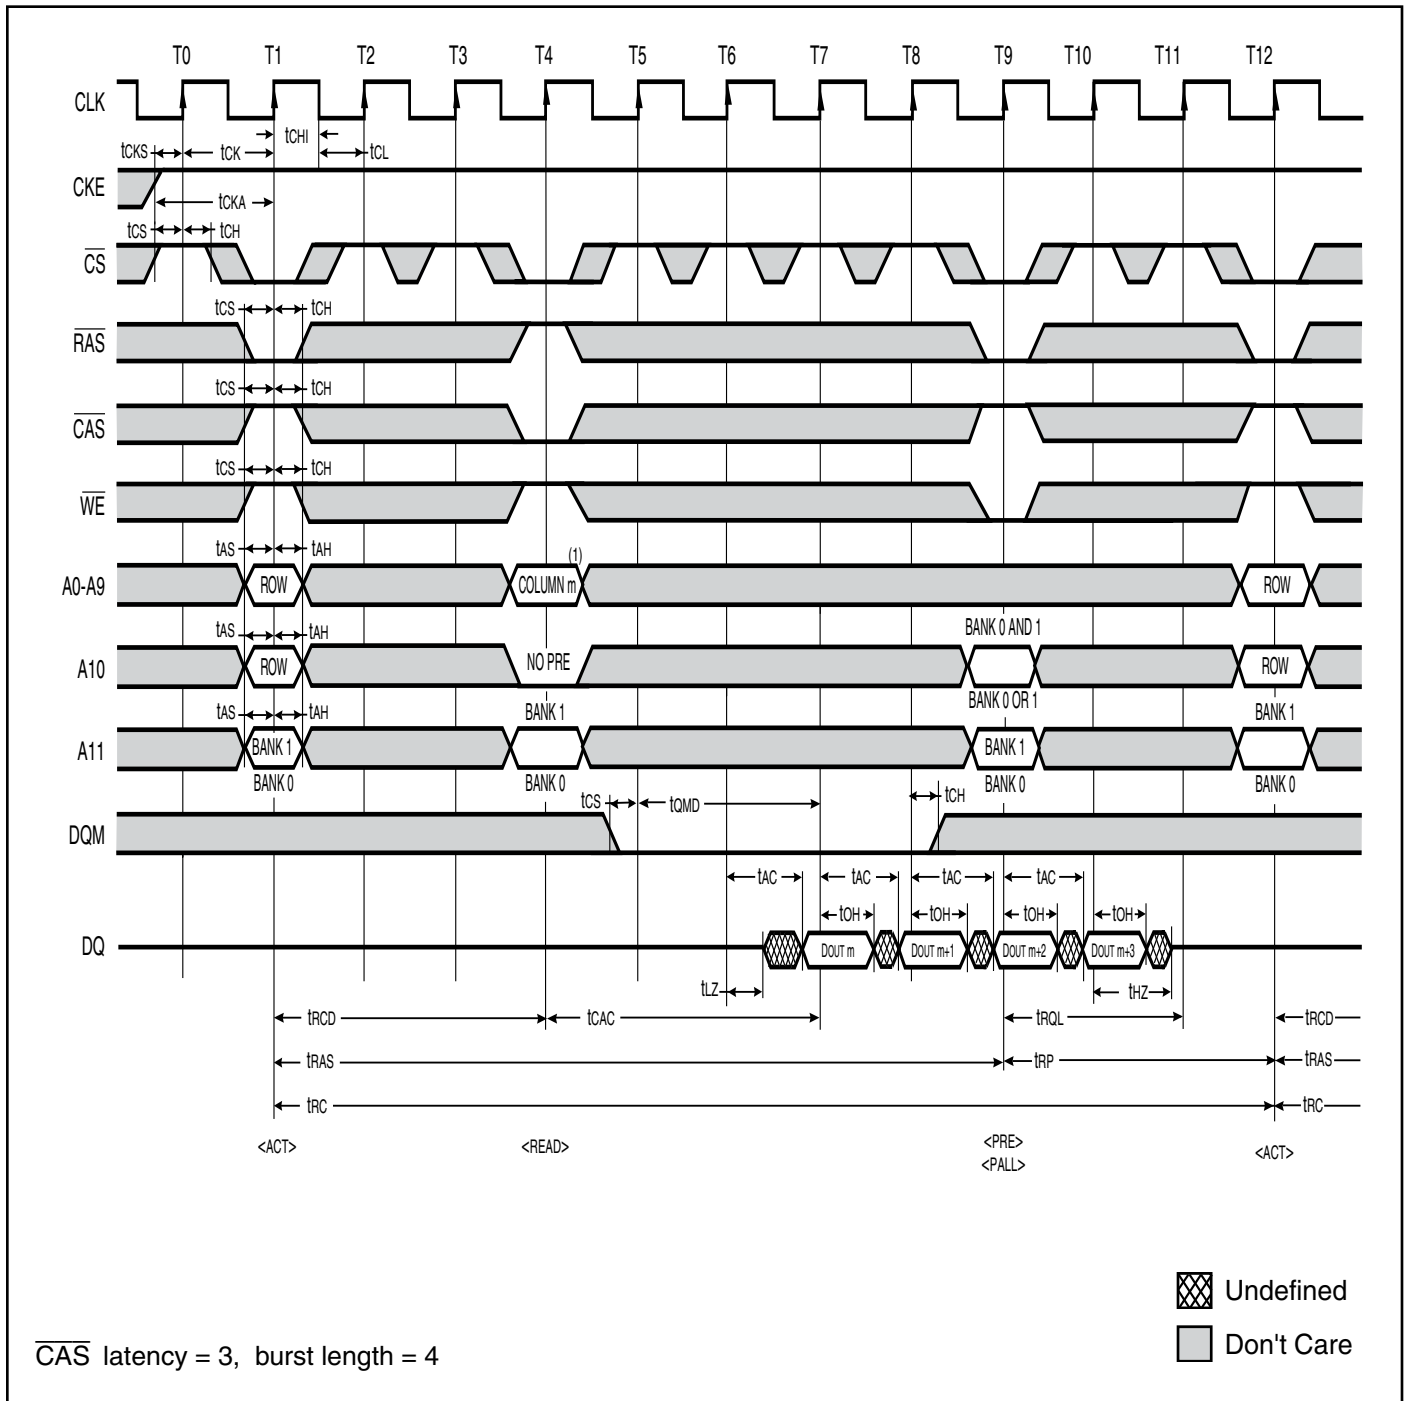 T0 T1 T2 T3 T4 T5 T6 T7 T8 T9 T10 T11 T12
CLK
tCHI
tCKS tCK tCL
CKE
tCKA
tCS tCH
CS
tCS tCH
RAS
tCS tCH
CAS
tCS tCH
WE
tAS tAH (1)
A0-A9 ROW COLUMN m ROW
tAS tAH BANK 0 AND 1
A10 ROW NO PRE ROW
BANK 0 OR 1
tAS tAH BANK 1 BANK 1
A11 BANK 1 BANK 1
BANK 0 BANK 0 BANK 0 BANK 0
tCS tQMD tCH
DQM
tAC tAC tAC tAC
tOH tOH tOH tOH
DQ DOUT m DOUT m+1 DOUT m+2 DOUT m+3
tLZ tHZ
tRCD tCAC tRQL tRCD
tRAS tRP tRAS
tRC tRC
<ACT> <READ> <PRE> <ACT>
<PALL>
Undefined
Don't Care
CAS latency = 3, burst length = 4